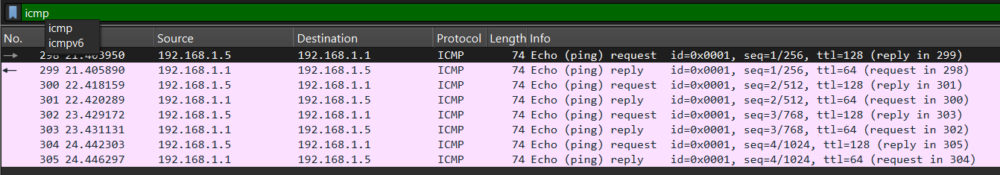 icmp
icmp
icmpv6
No. Source Destination Protocol Length Info
298 21.403950 192.168.1.5 192.168.1.1 ICMP 74 Echo (ping) request id=0x0001, seq=1/256, ttl=128 (reply in 299)
299 21.405890 192.168.1.1 192.168.1.5 ICMP 74 Echo (ping) reply id=0x0001, seq=1/256, ttl=64 (request in 298)
300 22.418159 192.168.1.5 192.168.1.1 ICMP 74 Echo (ping) request id=0x0001, seq=2/512, ttl=128 (reply in 301)
301 22.420289 192.168.1.1 192.168.1.5 ICMP 74 Echo (ping) reply id=0x0001, seq=2/512, ttl=64 (request in 300)
302 23.429172 192.168.1.5 192.168.1.1 ICMP 74 Echo (ping) request id=0x0001, seq=3/768, ttl=128 (reply in 303)
303 23.431131 192.168.1.1 192.168.1.5 ICMP 74 Echo (ping) reply id=0x0001, seq=3/768, ttl=64 (request in 302)
304 24.442303 192.168.1.5 192.168.1.1 ICMP 74 Echo (ping) request id=0x0001, seq=4/1024, ttl=128 (reply in 305)
305 24.446297 192.168.1.1 192.168.1.5 ICMP 74 Echo (ping) reply id=0x0001, seq=4/1024, ttl=64 (request in 304)